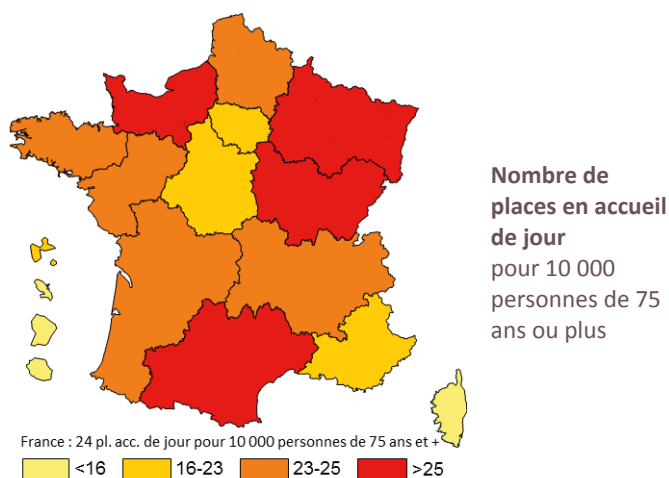 Nombre de
places en accueil
de jour
pour 10 000
personnes de 75
ans ou plus
France : 24 pl. acc. de jour pour 10 000 personnes de 75 ans et +
<16 16-23 23-25 >25